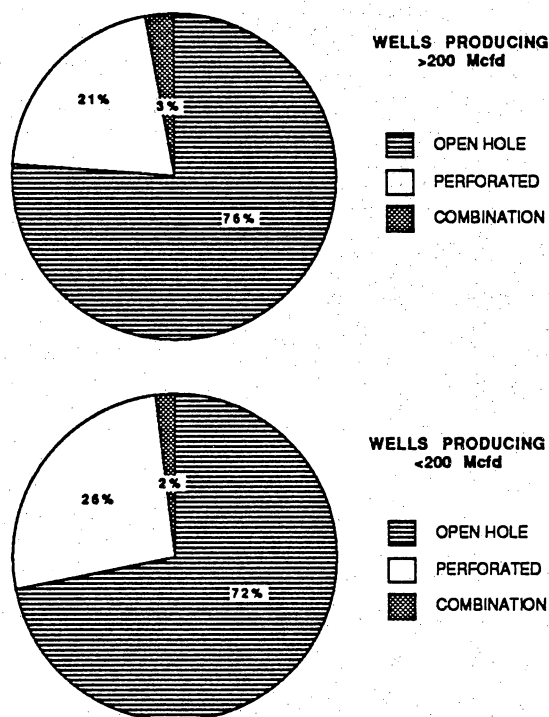 WELLS PRODUCING
>200 Mcfd
21%
3%
76%
OPEN HOLE
PERFORATED
COMBINATION
WELLS PRODUCING
<200 Mcfd
26%
2%
72%
OPEN HOLE
PERFORATED
COMBINATION